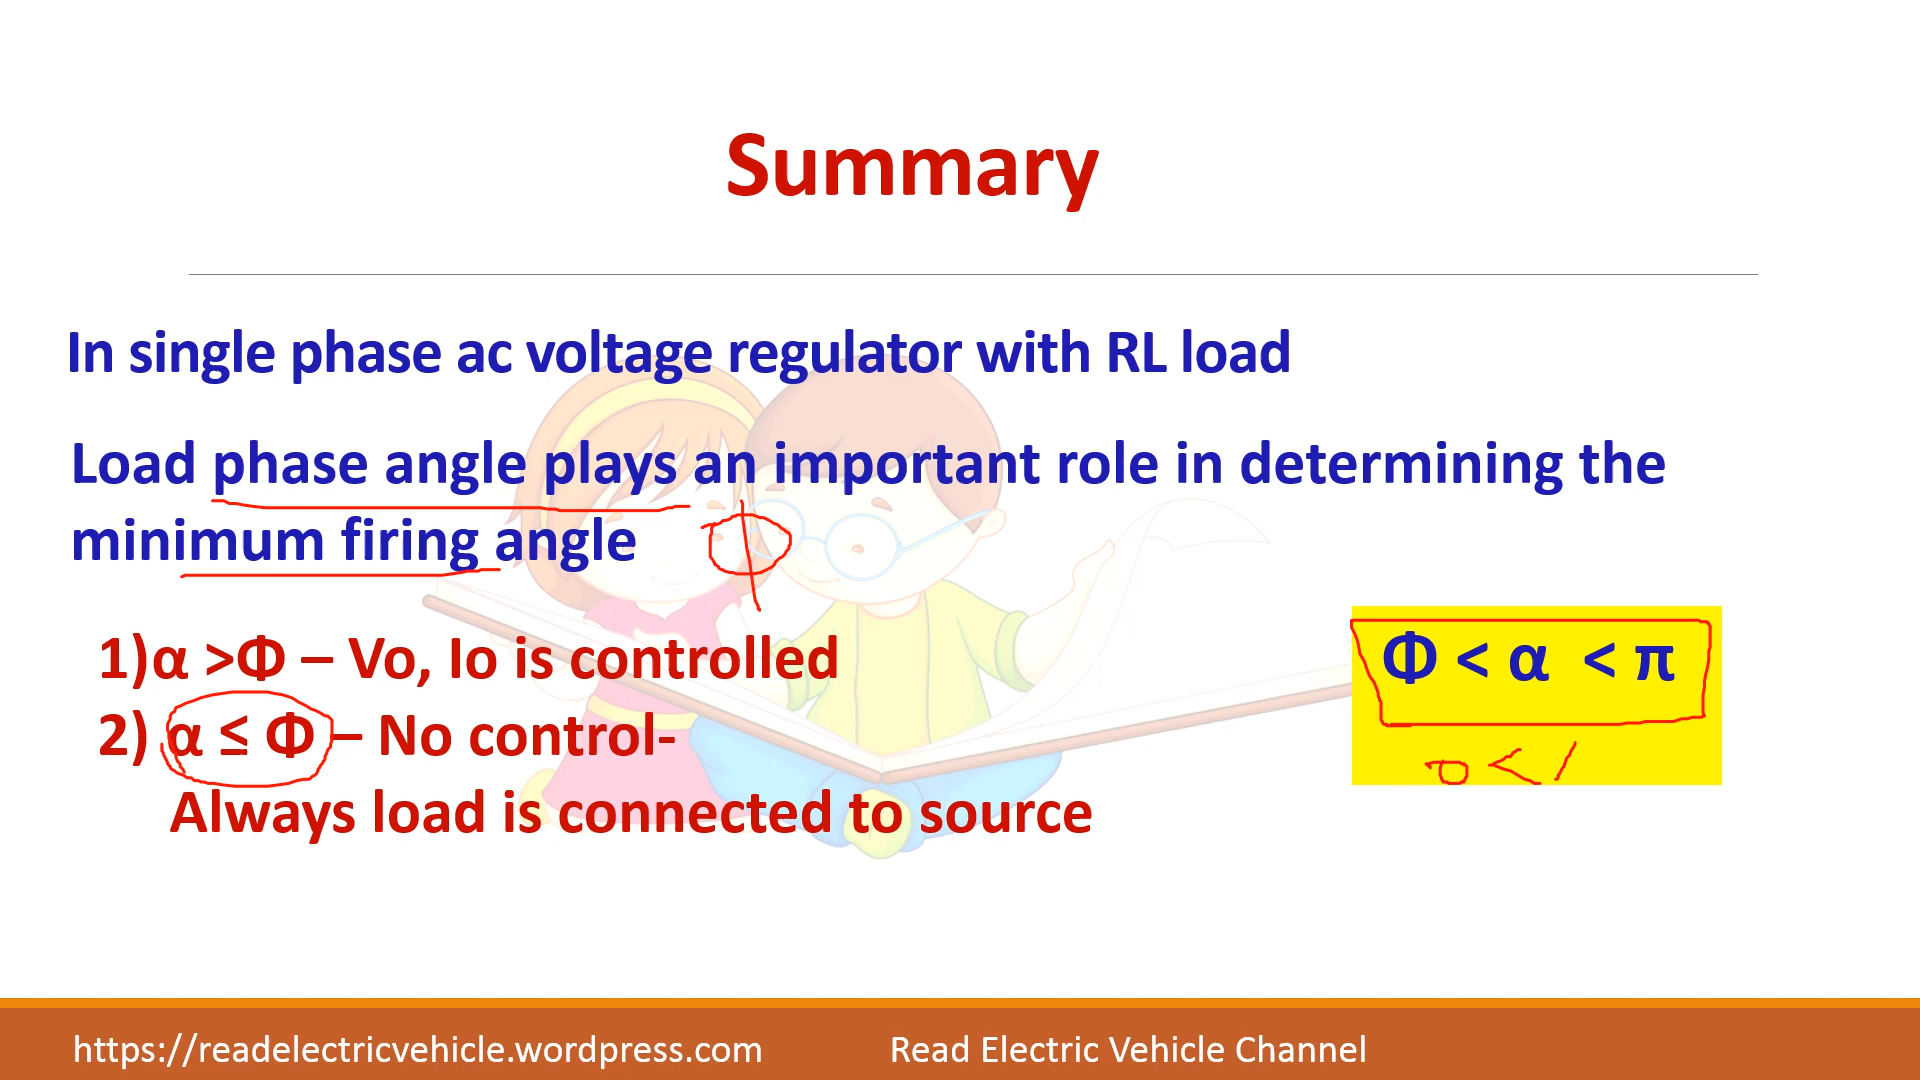 Summary
In single phase ac voltage regulator with RL load
Load phase angle plays an important role in determining the
minimum firing angle
ϕ
1)α >Φ – Vo, Io is controlled
Φ < α < π
2) α ≤ Φ – No control-
0 <
Always load is connected to source
https://readelectricvehicle.wordpress.com Read Electric Vehicle Channel